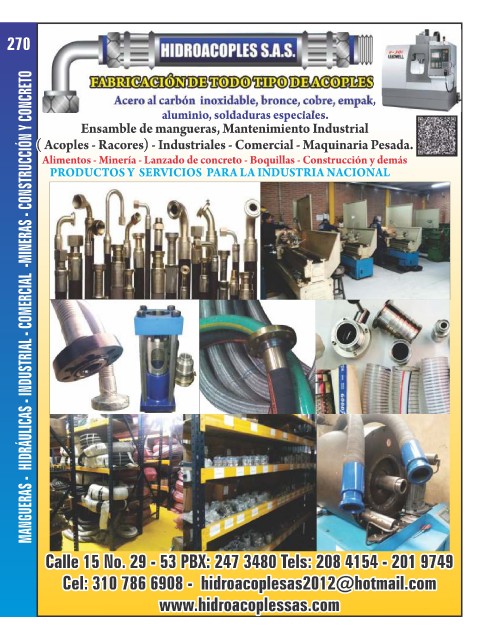 270
MANGUERAS - HIDRÁULICAS - INDUSTRIAL - COMERCIAL -MINERAS - CONSTRUCCIÓN Y CONCRETO
HIDROACOPLES S.A.S.
FABRICACIÓN DE TODO TIPO DE ACOPLES
Acero al carbón inoxidable, bronce, cobre, empak,
aluminio, soldaduras especiales.
Ensamble de mangueras, Mantenimiento Industrial
( Acoples - Racores) - Industriales - Comercial - Maquinaria Pesada.
Alimentos - Minería - Lanzado de concreto - Boquillas - Construcción y demás
PRODUCTOS Y SERVICIOS PARA LA INDUSTRIA NACIONAL
Calle 15 No. 29 - 53 PBX: 247 3480 Tels: 208 4154 - 201 9749
Cel: 310 786 6908 - hidroacoplesas2012@hotmail.com
www.hidroacoplessas.com